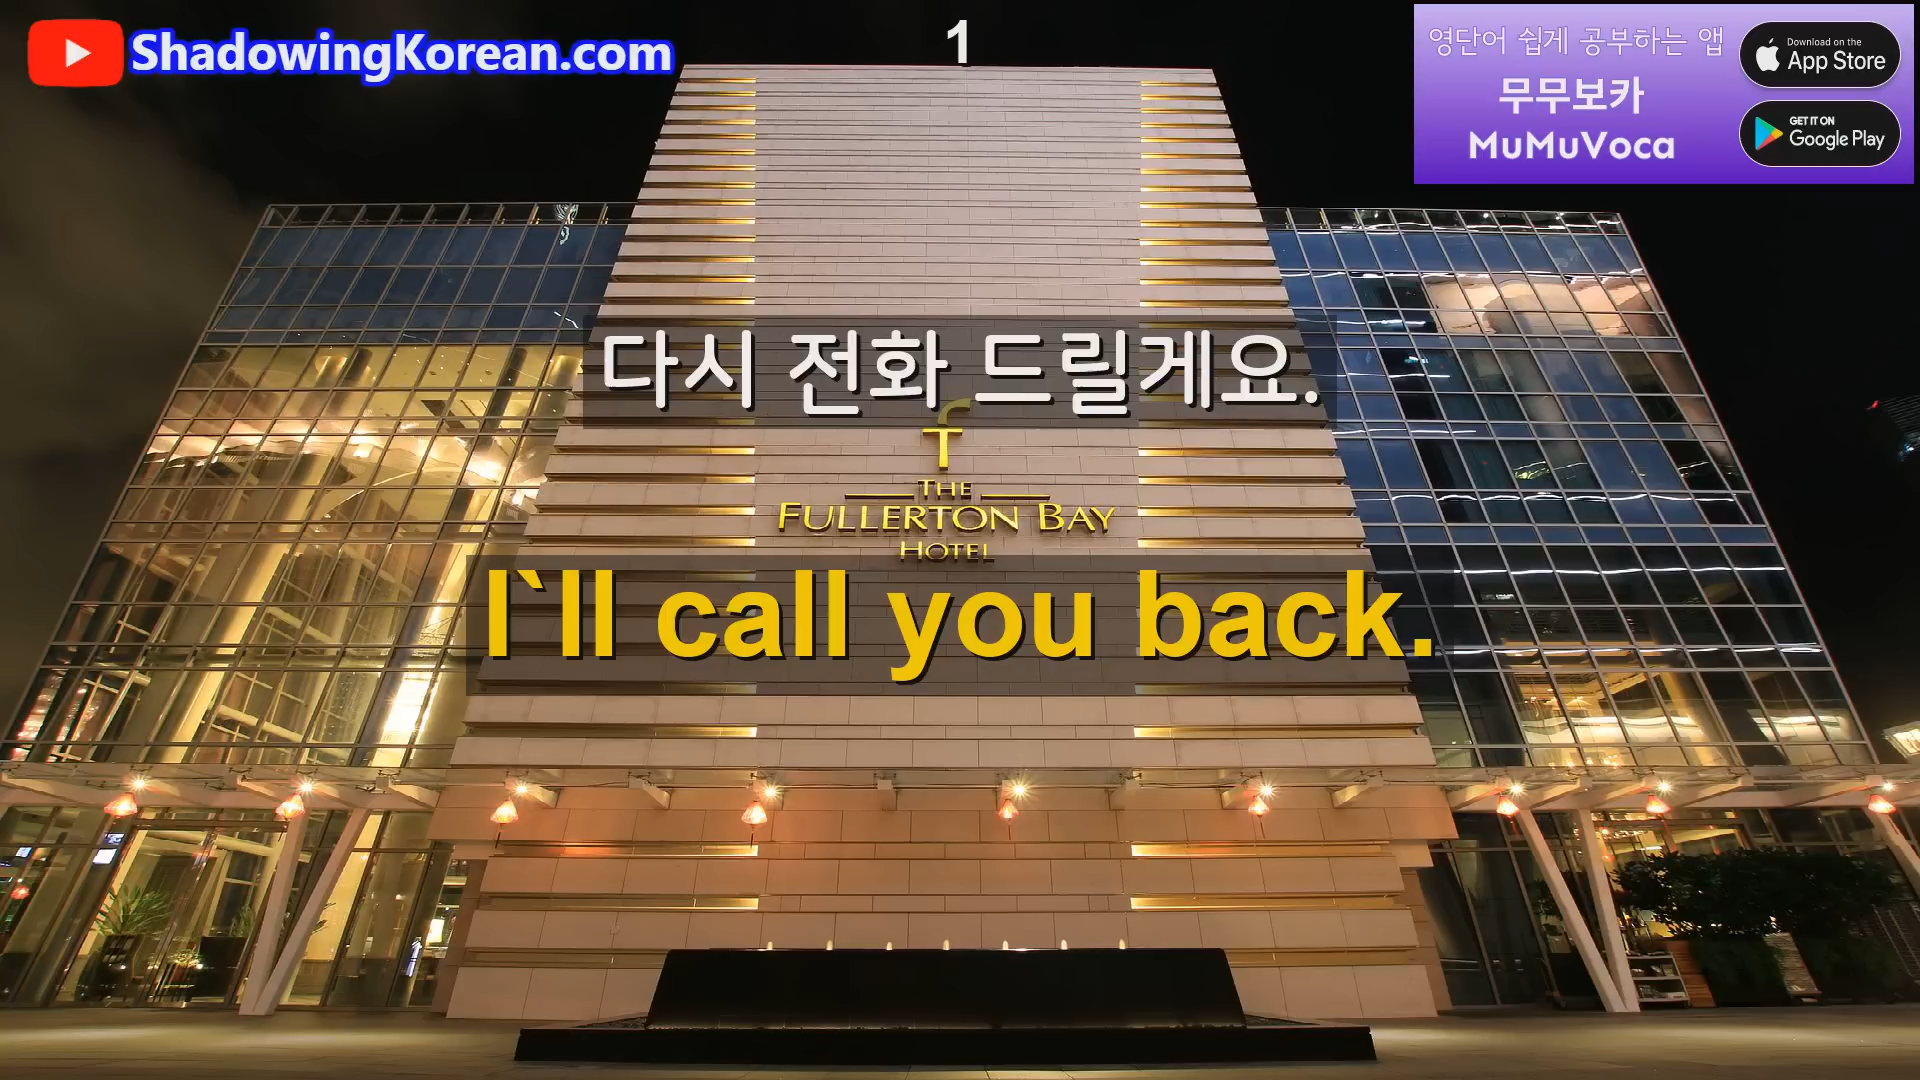 ShadowingKorean.com
1
영단어 쉽게 공부하는 앱
무무보카
MuMuVoca
Download on the
App Store
GET IT ON
Google Play
다시 전화 드릴게요.
THE
FULLERTON BAY
HOTEL
I`ll call you back.